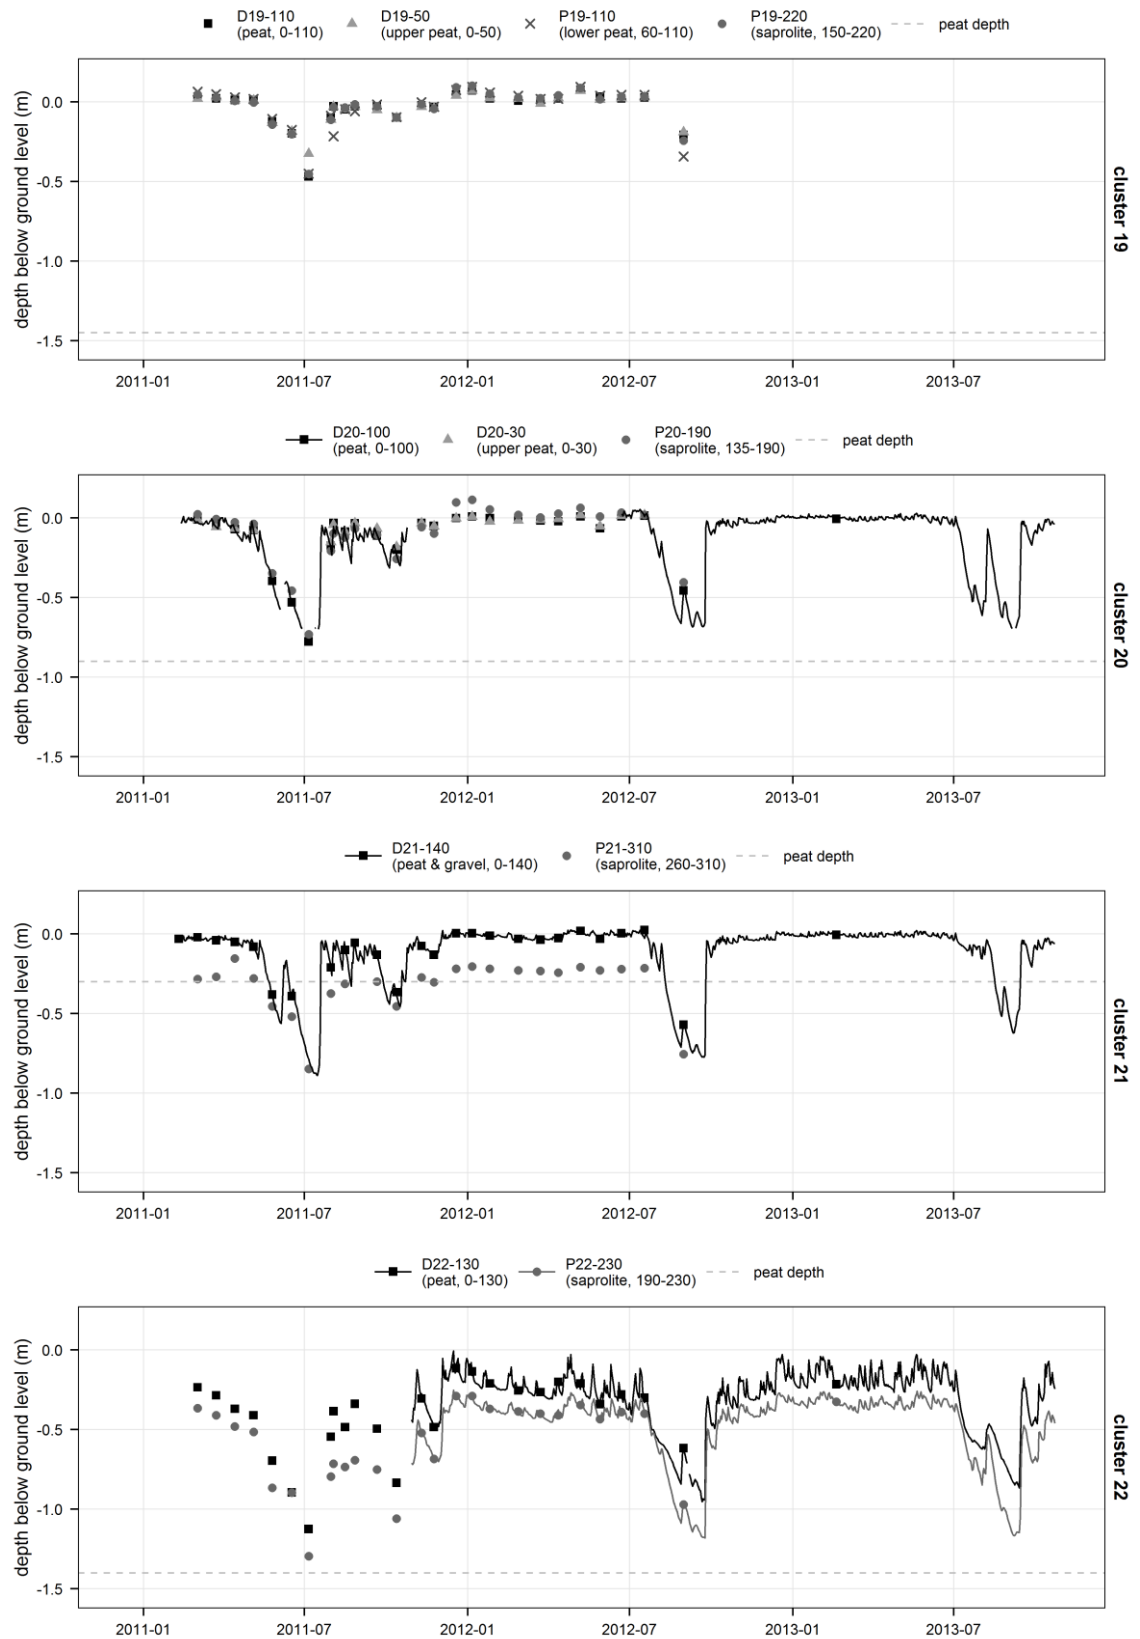 D19-110 D19-50 P19-110 P19-220 peat depth
(peat, 0-110) (upper peat, 0-50) (lower peat, 60-110) (saprolite, 150-220)
depth below ground level (m)
0.0
-0.5
-1.0
-1.5
cluster 19
2011-01 2011-07 2012-01 2012-07 2013-01 2013-07
D20-100 D20-30 P20-190 peat depth
(peat, 0-100) (upper peat, 0-30) (saprolite, 135-190)
depth below ground level (m)
0.0
-0.5
-1.0
-1.5
cluster 20
2011-01 2011-07 2012-01 2012-07 2013-01 2013-07
D21-140 P21-310 peat depth
(peat & gravel, 0-140) (saprolite, 260-310)
depth below ground level (m)
0.0
-0.5
-1.0
-1.5
cluster 21
2011-01 2011-07 2012-01 2012-07 2013-01 2013-07
D22-130 P22-230 peat depth
(peat, 0-130) (saprolite, 190-230)
depth below ground level (m)
0.0
-0.5
-1.0
-1.5
cluster 22
2011-01 2011-07 2012-01 2012-07 2013-01 2013-07